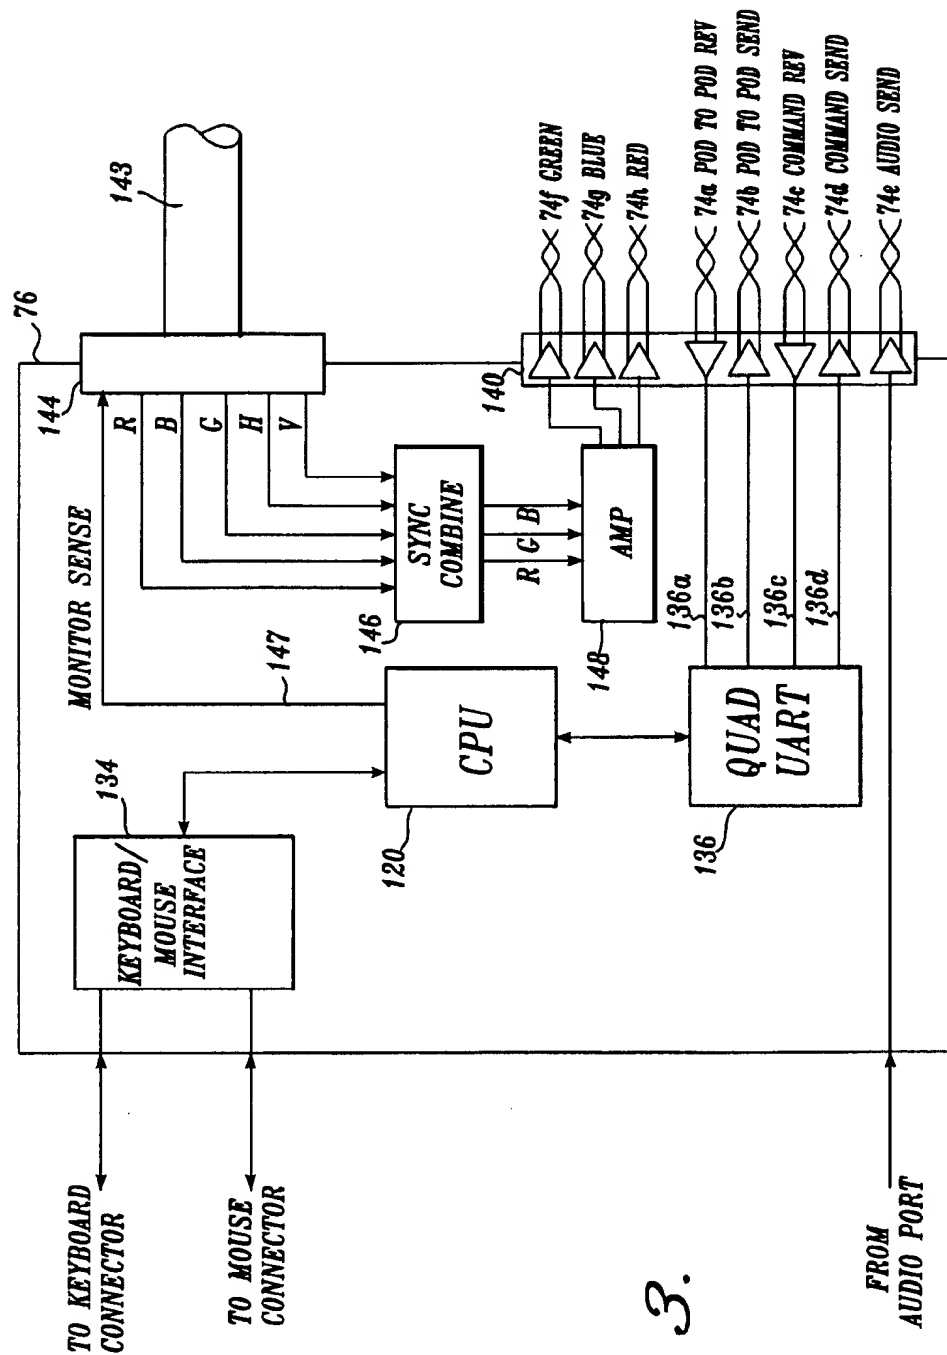 TO KEYBOARD
CONNECTOR
TO MOUSE
CONNECTOR
FROM
AUDIO PORT
KEYBOARD/
MOUSE
INTERFACE
134
MONITOR SENSE
147
CPU
120
QUAD
UART
136
136a
136b
136c
136d
144
76
143
R
B
G
H
V
SYNC
COMBINE
146
R G B
AMP
148
140
74f GREEN
74g BLUE
74h RED
74a POD TO POD REV
74b POD TO POD SEND
74c COMMAND REV
74d COMMAND SEND
74e AUDIO SEND
3.